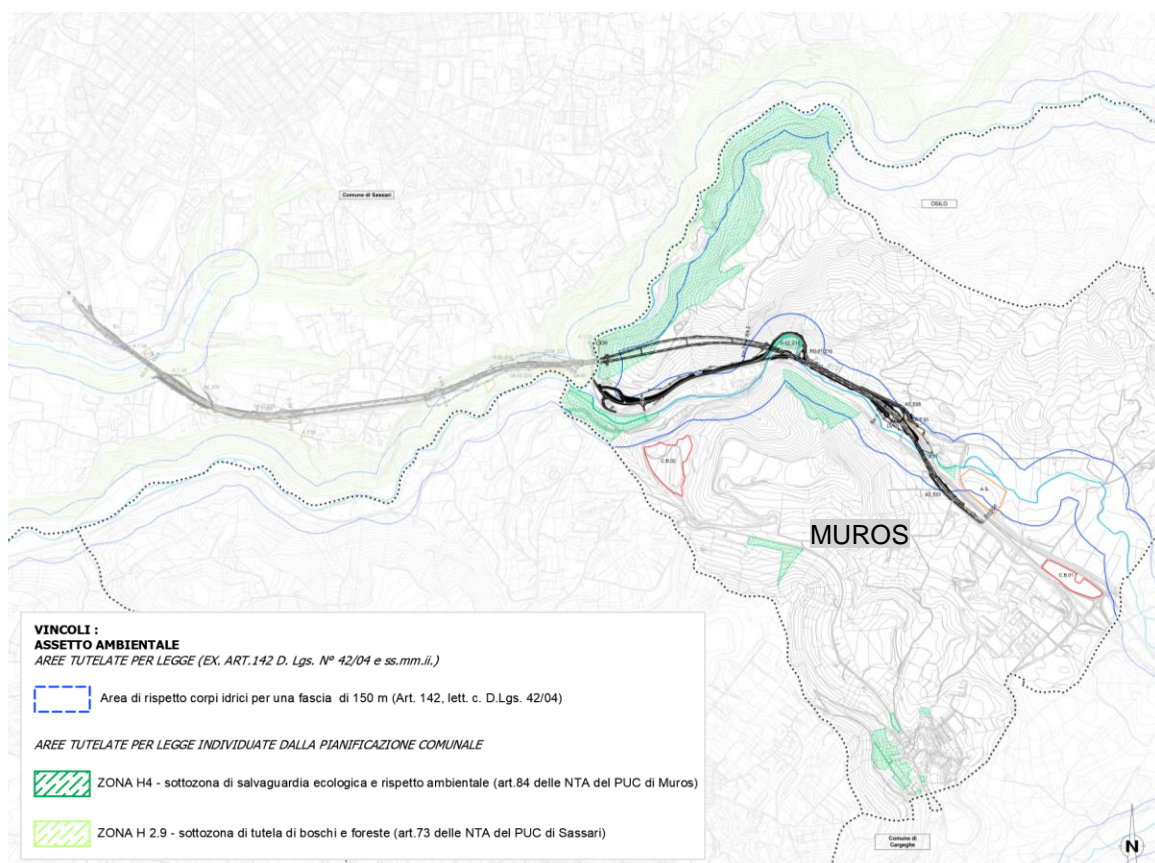 Comune di Sassari
OSILO
C.B.02
A.S.
MUROS
C.B.01
VINCOLI :
ASSETTO AMBIENTALE
AREE TUTELATE PER LEGGE (EX. ART.142 D. Lgs. N° 42/04 e ss.mm.ii.)
Area di rispetto corpi idrici per una fascia di 150 m (Art. 142, lett. c. D.Lgs. 42/04)
AREE TUTELATE PER LEGGE INDIVIDUATE DALLA PIANIFICAZIONE COMUNALE
ZONA H4 - sottozona di salvaguardia ecologica e rispetto ambientale (art.84 delle NTA del PUC di Muros)
ZONA H 2.9 - sottozona di tutela di boschi e foreste (art.73 delle NTA del PUC di Sassari)
Comune di
Cargeghe
N